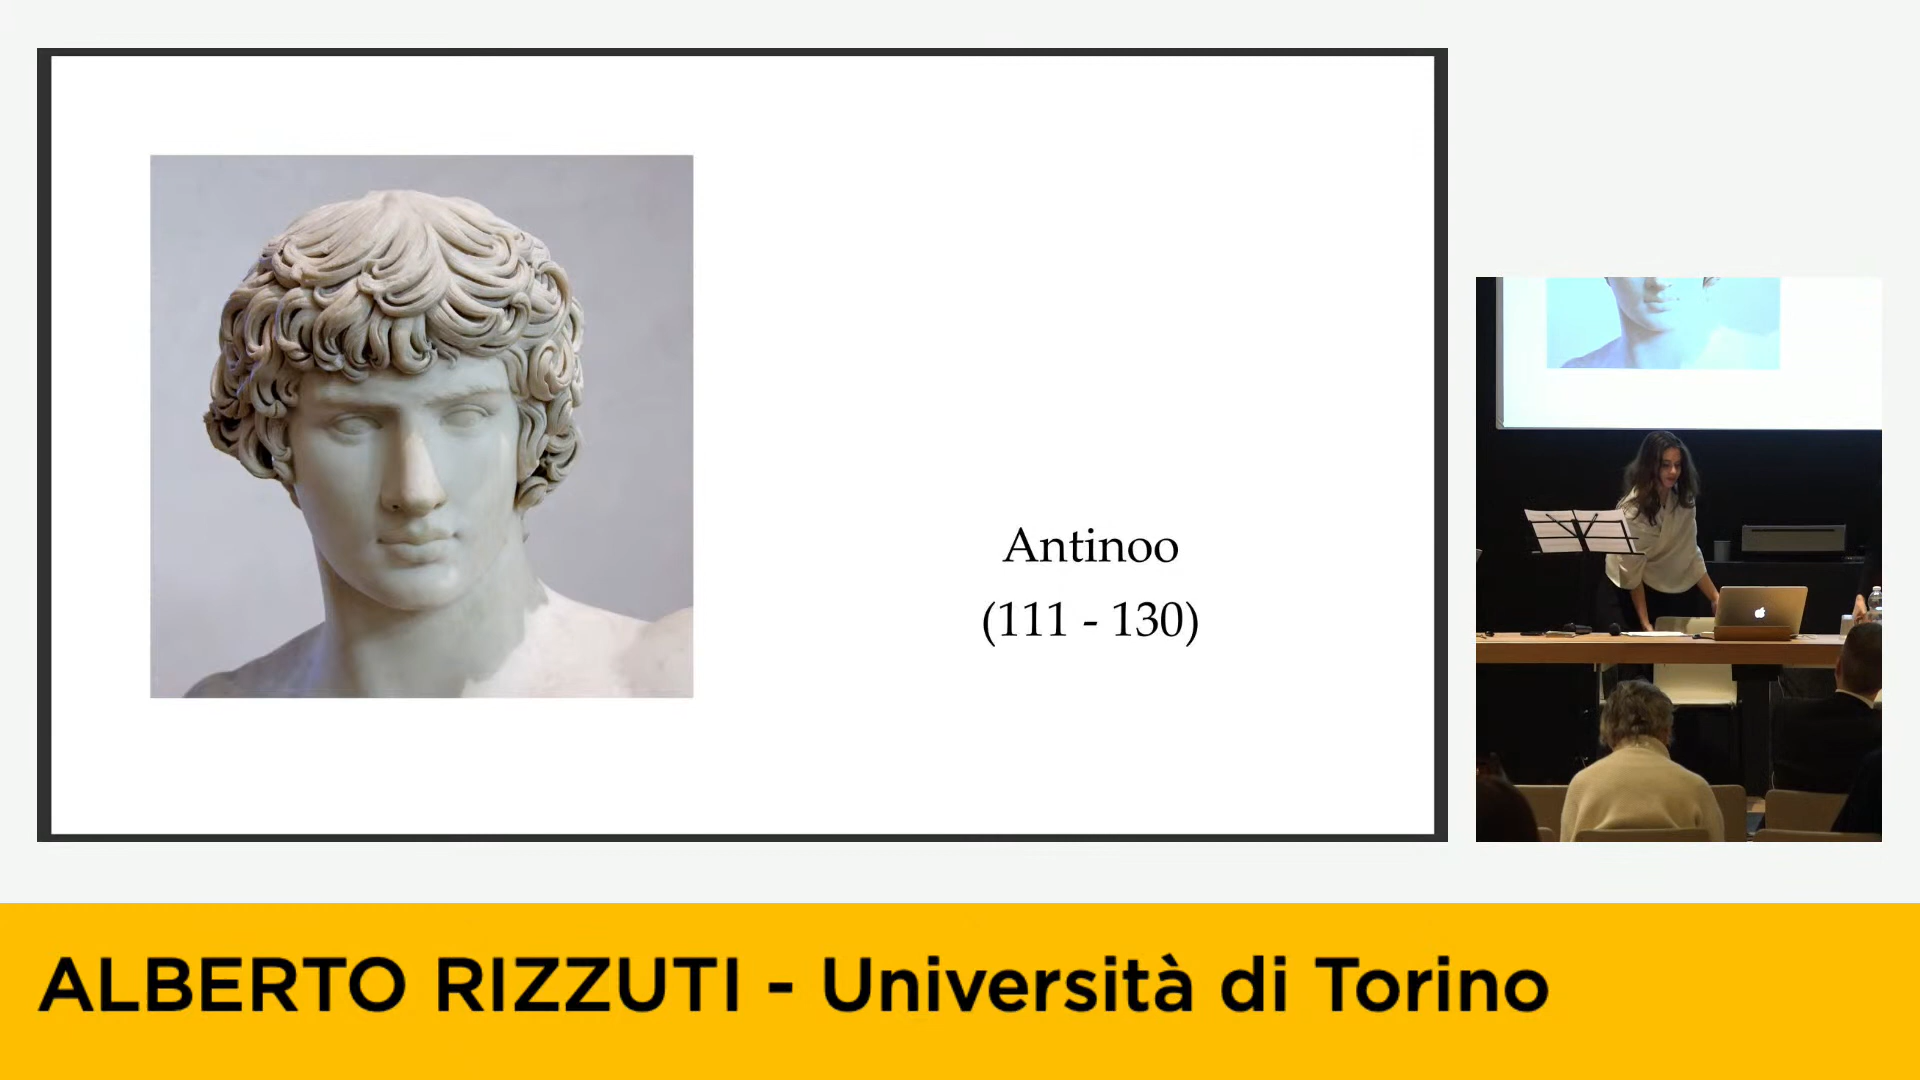 Antinoo
(111 - 130)
ALBERTO RIZZUTI - Università di Torino